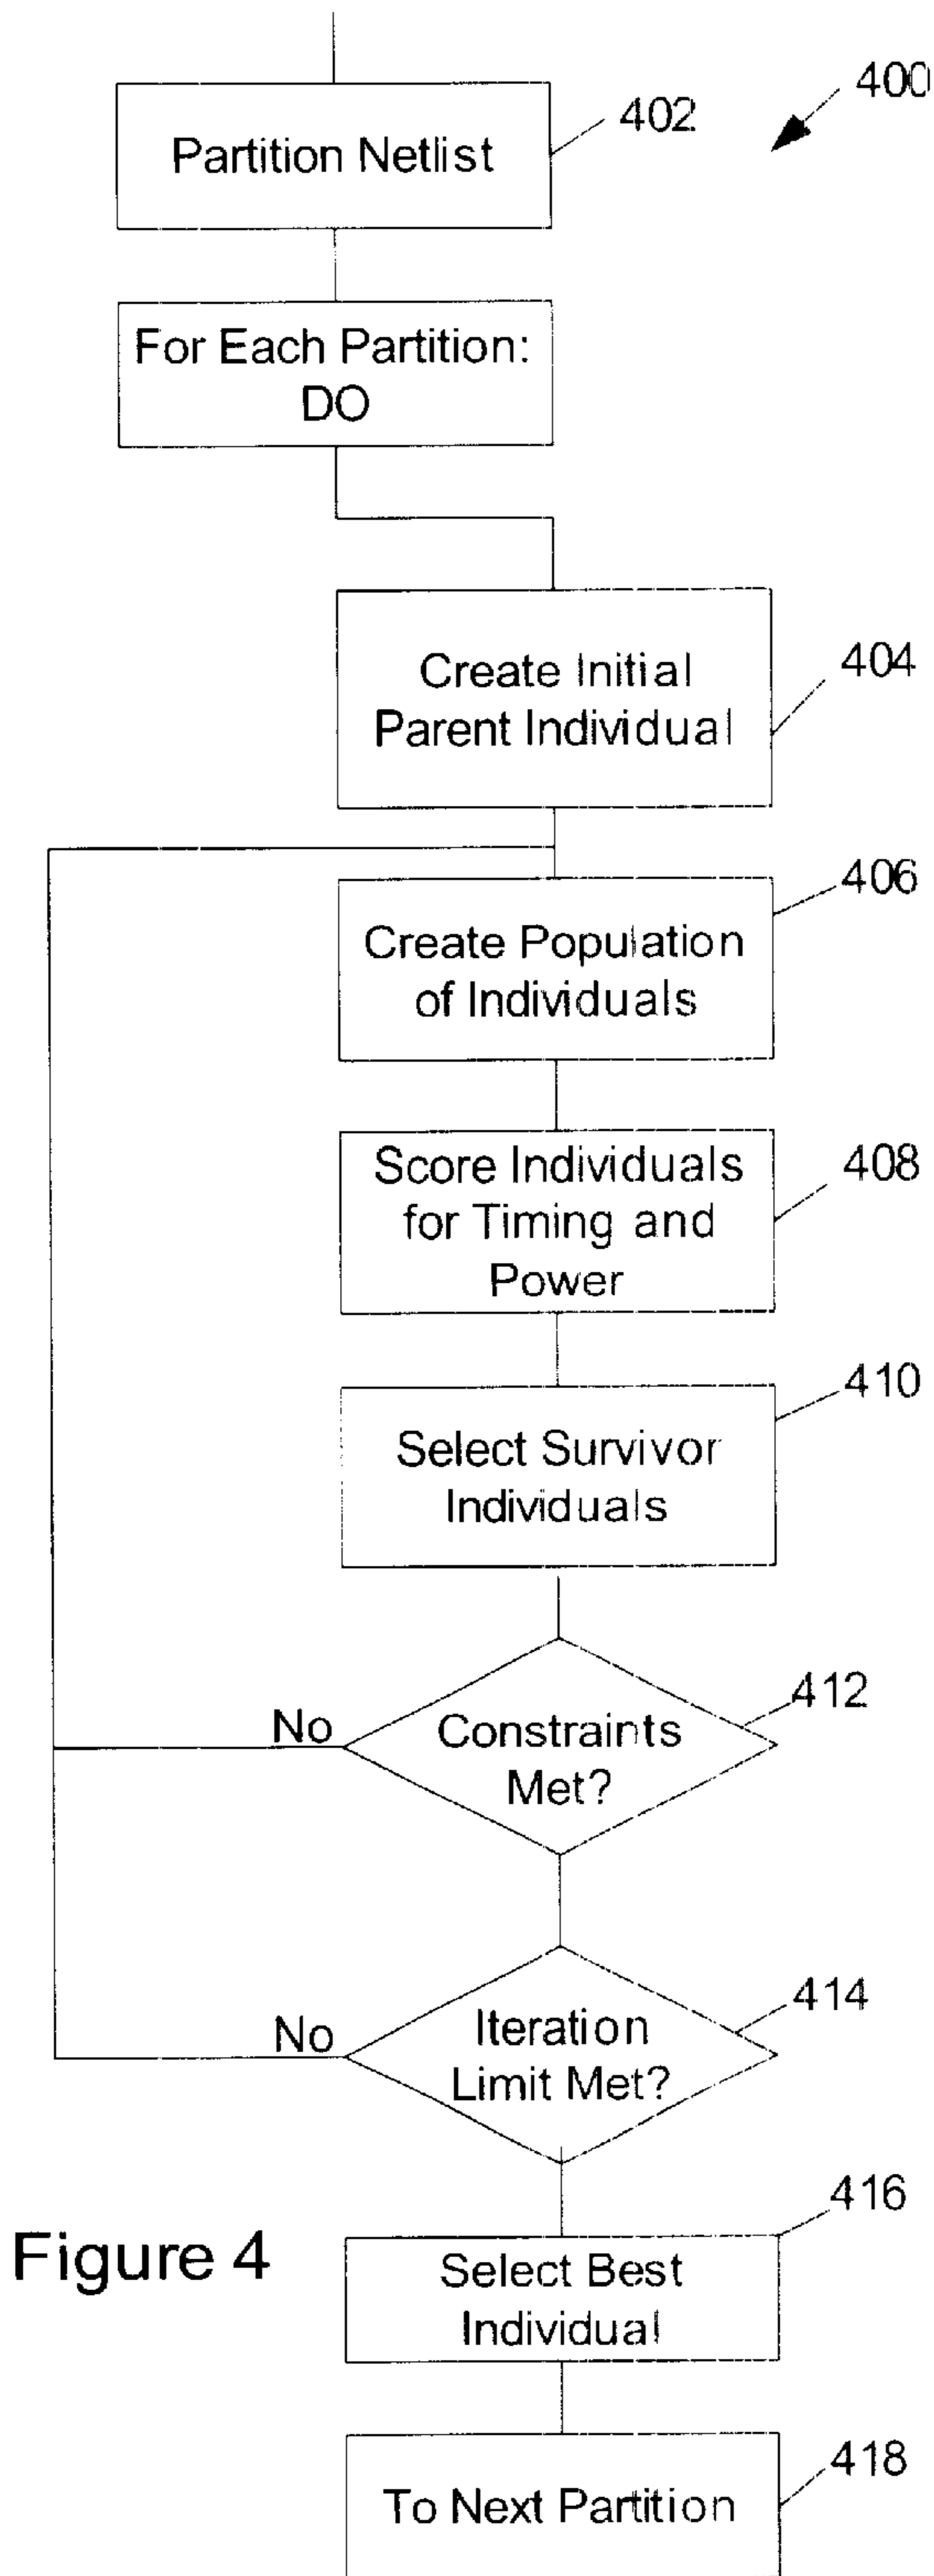 400
Partition Netlist
402
For Each Partition:
DO
Create Initial
Parent Individual
404
406
Create Population
of Individuals
Score Individuals
for Timing and
Power
408
410
Select Survivor
Individuals
412
No
Constraints
Met?
414
No
Iteration
Limit Met?
416
Figure 4
Select Best
Individual
418
To Next Partition